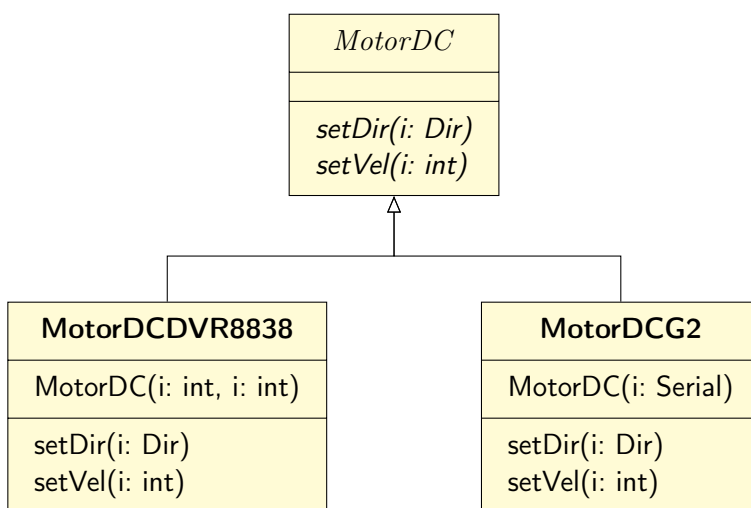 MotorDC
setDir(i: Dir)
setVel(i: int)
MotorDCDVR8838
MotorDC(i: int, i: int)
setDir(i: Dir)
setVel(i: int)
MotorDCG2
MotorDC(i: Serial)
setDir(i: Dir)
setVel(i: int)